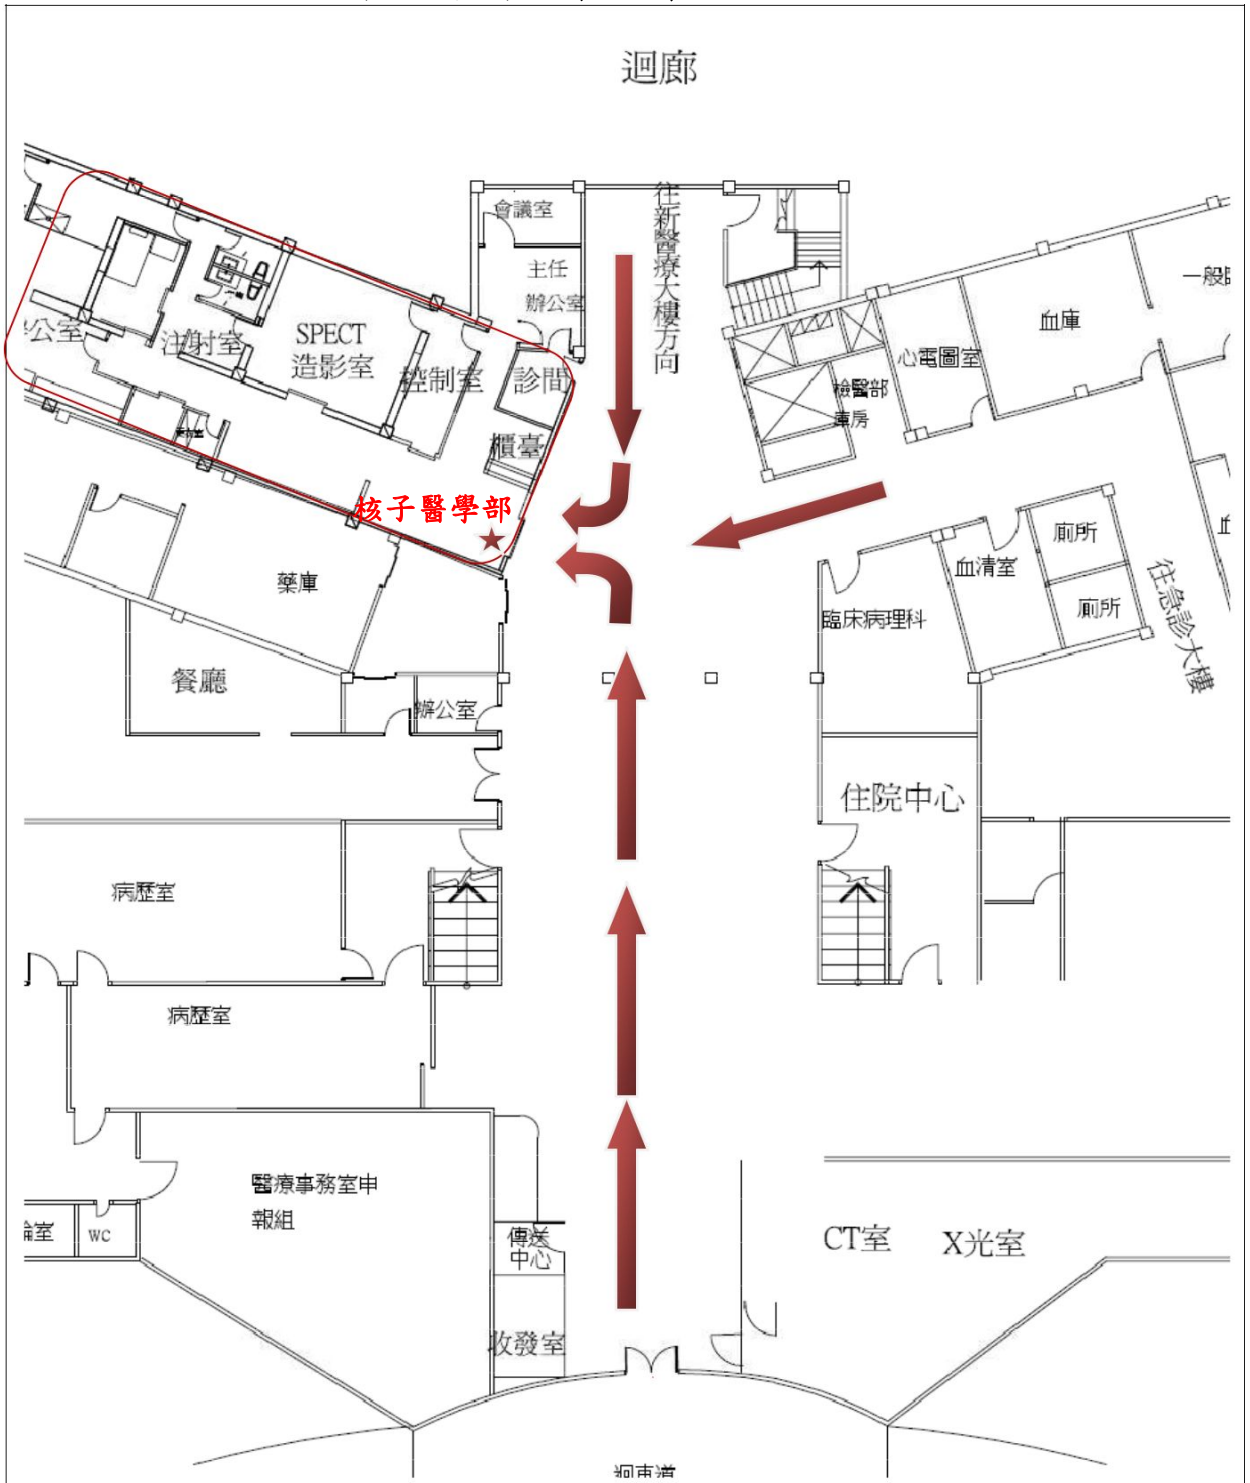 迴廊
往新醫療大樓方向
會議室
主任
辦公室
一般
血庫
心電圖室
檢醫部
庫房
SPECT
造影室
注射室
公室
控制室
診間
櫃臺
核子醫學部
藥庫
血清室
廁所
廁所
臨床病理科
往急診大樓
餐廳
辦公室
住院中心
病歷室
病歷室
醫療事務室申
報組
WC
傳送
中心
CT室
X光室
收發室
迴車道